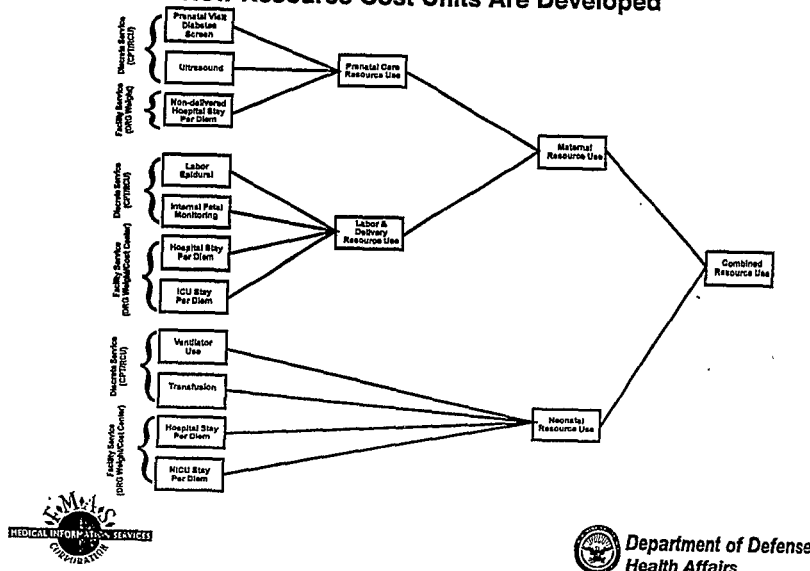 How Resource Cost Units Are Developed
Discrete Service
(CPT/RCU)
Prenatal Visit
Diabetes
Screen
Ultrasound
Facility Service
(DRG Weight)
Non-delivered
Hospital Stay
Per Diem
Prenatal Care
Resource Use
Discrete Service
(CPT/RCU)
Labor
Epidural
Internal Fetal
Monitoring
Facility Service
(DRG Weight/Cost Center)
Hospital Stay
Per Diem
ICU Stay
Per Diem
Labor &
Delivery
Resource Use
Maternal
Resource Use
Combined
Resource Use
Discrete Service
(CPT/RCU)
Ventilator
Use
Transfusion
Facility Service
(DRG Weight/Cost Center)
Hospital Stay
Per Diem
NICU Stay
Per Diem
Neonatal
Resource Use
F·M·A·S
MEDICAL INFORMATION SERVICES
CORPORATION
Department of Defense
Health Affairs